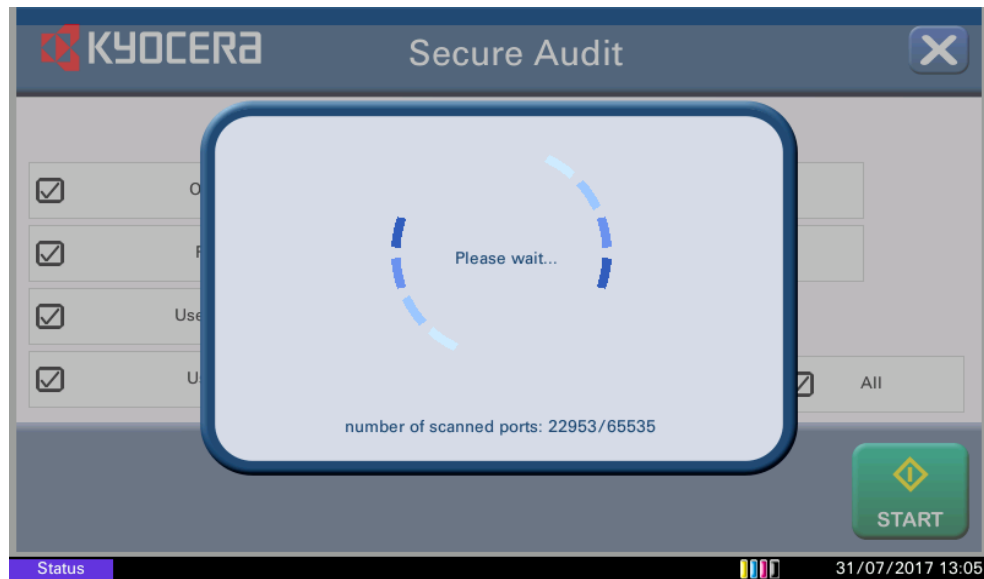 KYOCERA
Secure Audit
Please wait...
All
number of scanned ports: 22953/65535
START
Status
31/07/2017 13:05